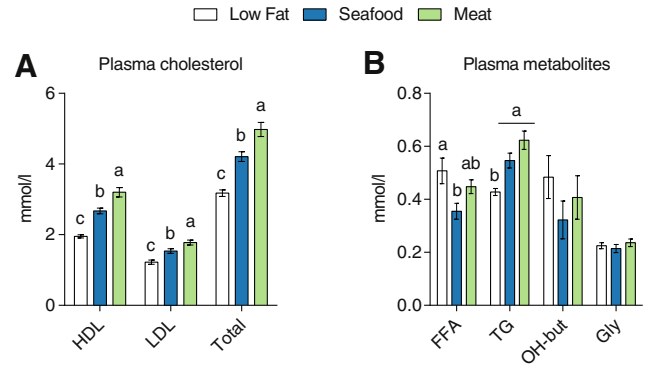 Low Fat Seafood Meat
A Plasma cholesterol
mmol/l
6
4
2
0
c b a
c b a
c b a
HDL LDL Total
B Plasma metabolites
mmol/l
0.8
0.6
0.4
0.2
0.0
a b ab
b a
FFA TG OH-but Gly